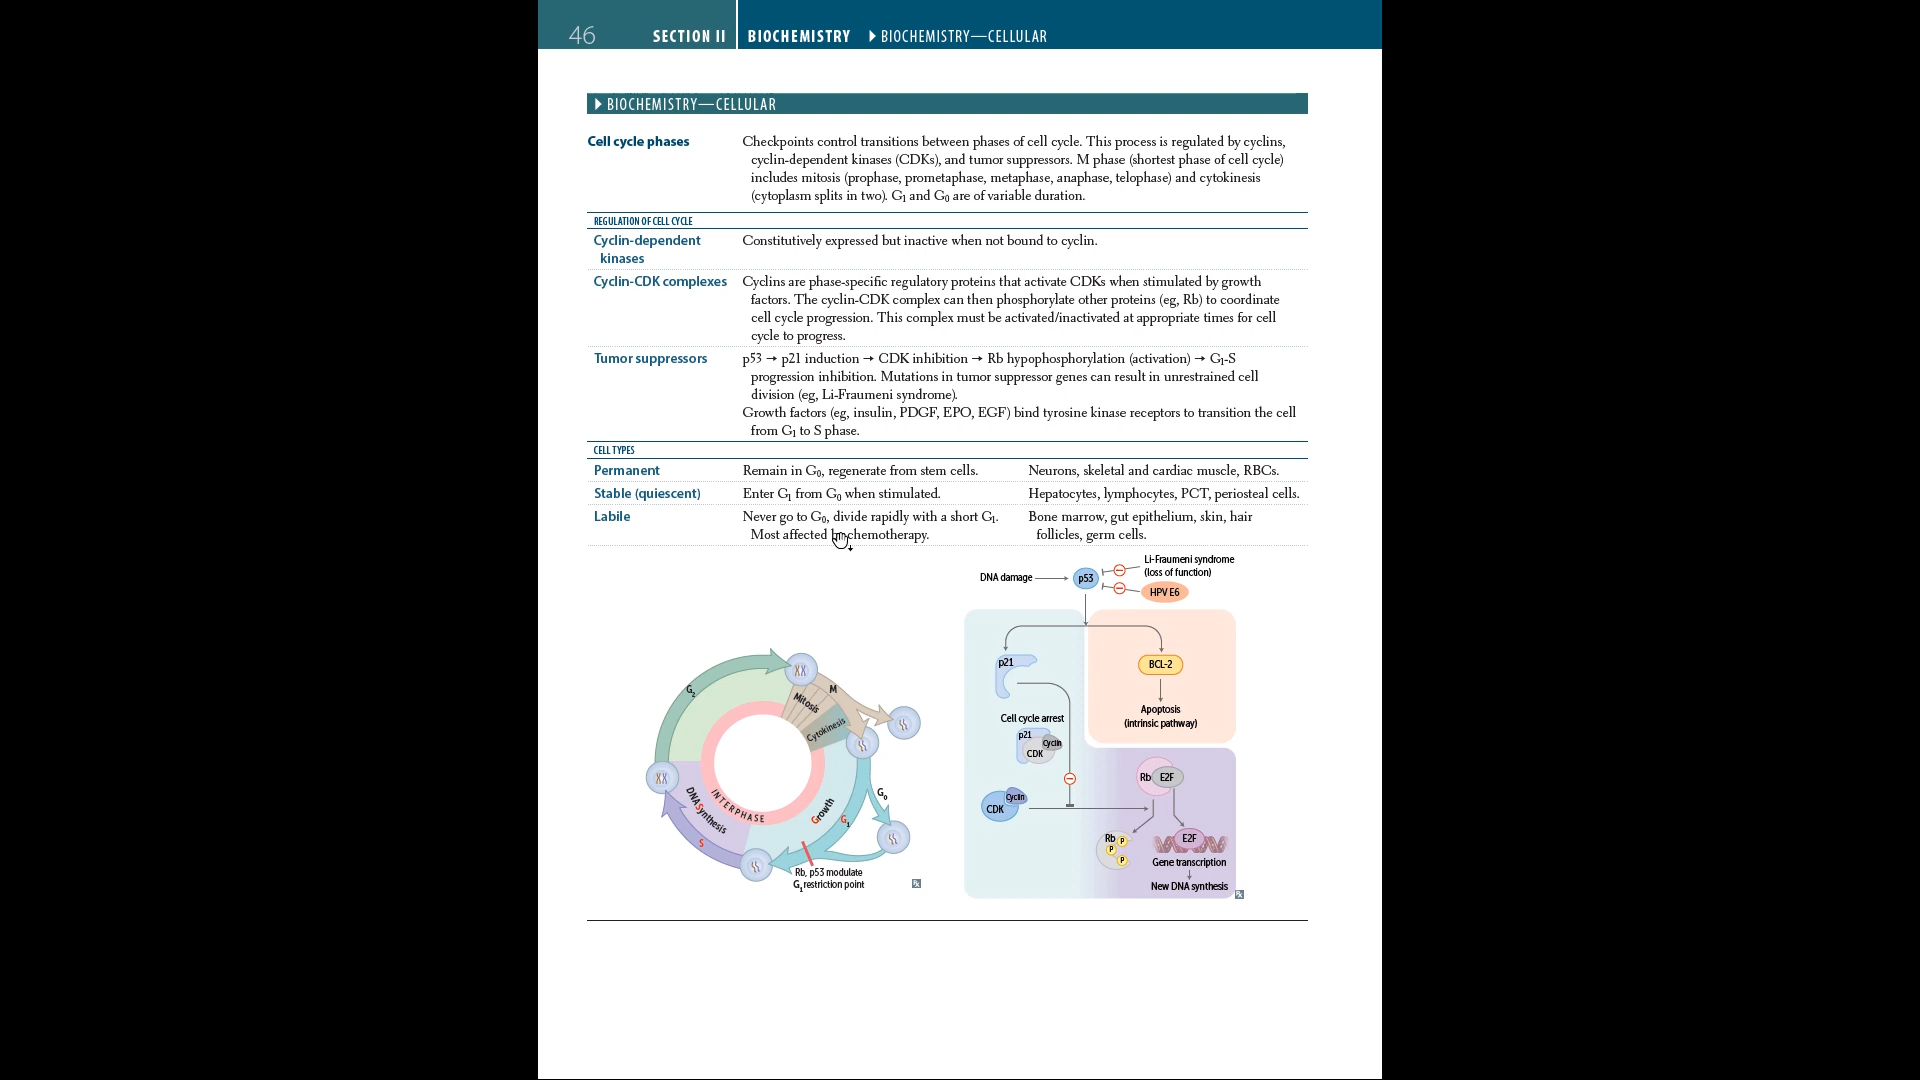 46 SECTION II BIOCHEMISTRY ▶ BIOCHEMISTRY—CELLULAR
▶ BIOCHEMISTRY—CELLULAR
Cell cycle phases
Checkpoints control transitions between phases of cell cycle. This process is regulated by cyclins,
cyclin-dependent kinases (CDKs), and tumor suppressors. M phase (shortest phase of cell cycle)
includes mitosis (prophase, prometaphase, metaphase, anaphase, telophase) and cytokinesis
(cytoplasm splits in two). G₁ and G₀ are of variable duration.
REGULATION OF CELL CYCLE
Cyclin-dependent
kinases
Constitutively expressed but inactive when not bound to cyclin.
Cyclin-CDK complexes
Cyclins are phase-specific regulatory proteins that activate CDKs when stimulated by growth
factors. The cyclin-CDK complex can then phosphorylate other proteins (eg, Rb) to coordinate
cell cycle progression. This complex must be activated/inactivated at appropriate times for cell
cycle to progress.
Tumor suppressors
p53 → p21 induction → CDK inhibition → Rb hypophosphorylation (activation) → G₁-S
progression inhibition. Mutations in tumor suppressor genes can result in unrestrained cell
division (eg, Li-Fraumeni syndrome).
Growth factors (eg, insulin, PDGF, EPO, EGF) bind tyrosine kinase receptors to transition the cell
from G₁ to S phase.
CELL TYPES
Permanent
Remain in G₀, regenerate from stem cells.
Neurons, skeletal and cardiac muscle, RBCs.
Stable (quiescent)
Enter G₁ from G₀ when stimulated.
Hepatocytes, lymphocytes, PCT, periosteal cells.
Labile
Never go to G₀, divide rapidly with a short G₁.
Most affected by chemotherapy.
Bone marrow, gut epithelium, skin, hair
follicles, germ cells.
G₂
Mitosis
M
Cytokinesis
INTERPHASE
DNA Synthesis
S
Growth
G₁
G₀
Rb, p53 modulate
G₁ restriction point
Rx
DNA damage
p53
Li-Fraumeni syndrome
(loss of function)
HPV E6
p21
BCL-2
Apoptosis
(intrinsic pathway)
Cell cycle arrest
p21
Cyclin
CDK
Cyclin
CDK
Rb
E2F
Rb
P
P
P
E2F
Gene transcription
New DNA synthesis
Rx